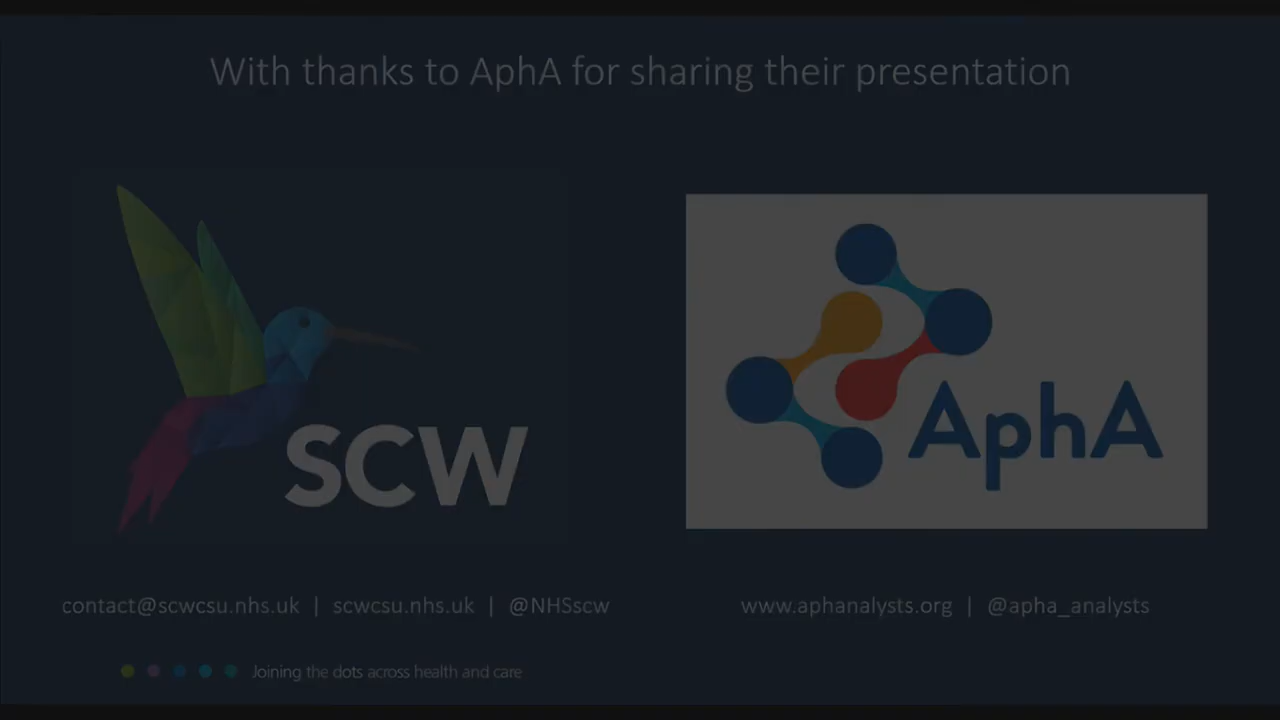 With thanks to AphA for sharing their presentation
SCW
AphA
contact@scwcsu.nhs.uk | scwcsu.nhs.uk | @NHSscw
www.aphanalysts.org | @apha_analysts
Joining the dots across health and care